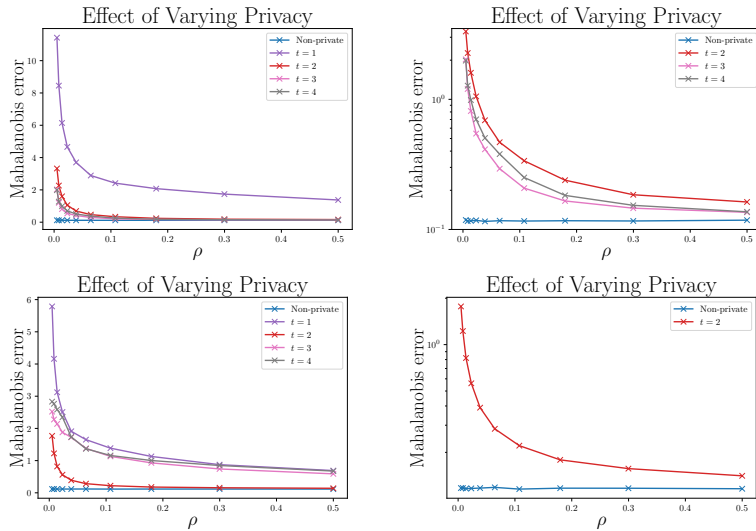 Effect of Varying Privacy
Mahalanobis error
10
8
6
4
2
0
0.0 0.1 0.2 0.3 0.4 0.5
ρ
Non-private
t = 1
t = 2
t = 3
t = 4
Effect of Varying Privacy
Mahalanobis error
10⁰
10⁻¹
0.0 0.1 0.2 0.3 0.4 0.5
ρ
Non-private
t = 2
t = 3
t = 4
Effect of Varying Privacy
Mahalanobis error
6
5
4
3
2
1
0
0.0 0.1 0.2 0.3 0.4 0.5
ρ
Non-private
t = 1
t = 2
t = 3
t = 4
Effect of Varying Privacy
Mahalanobis error
10⁰
0.0 0.1 0.2 0.3 0.4 0.5
ρ
Non-private
t = 2